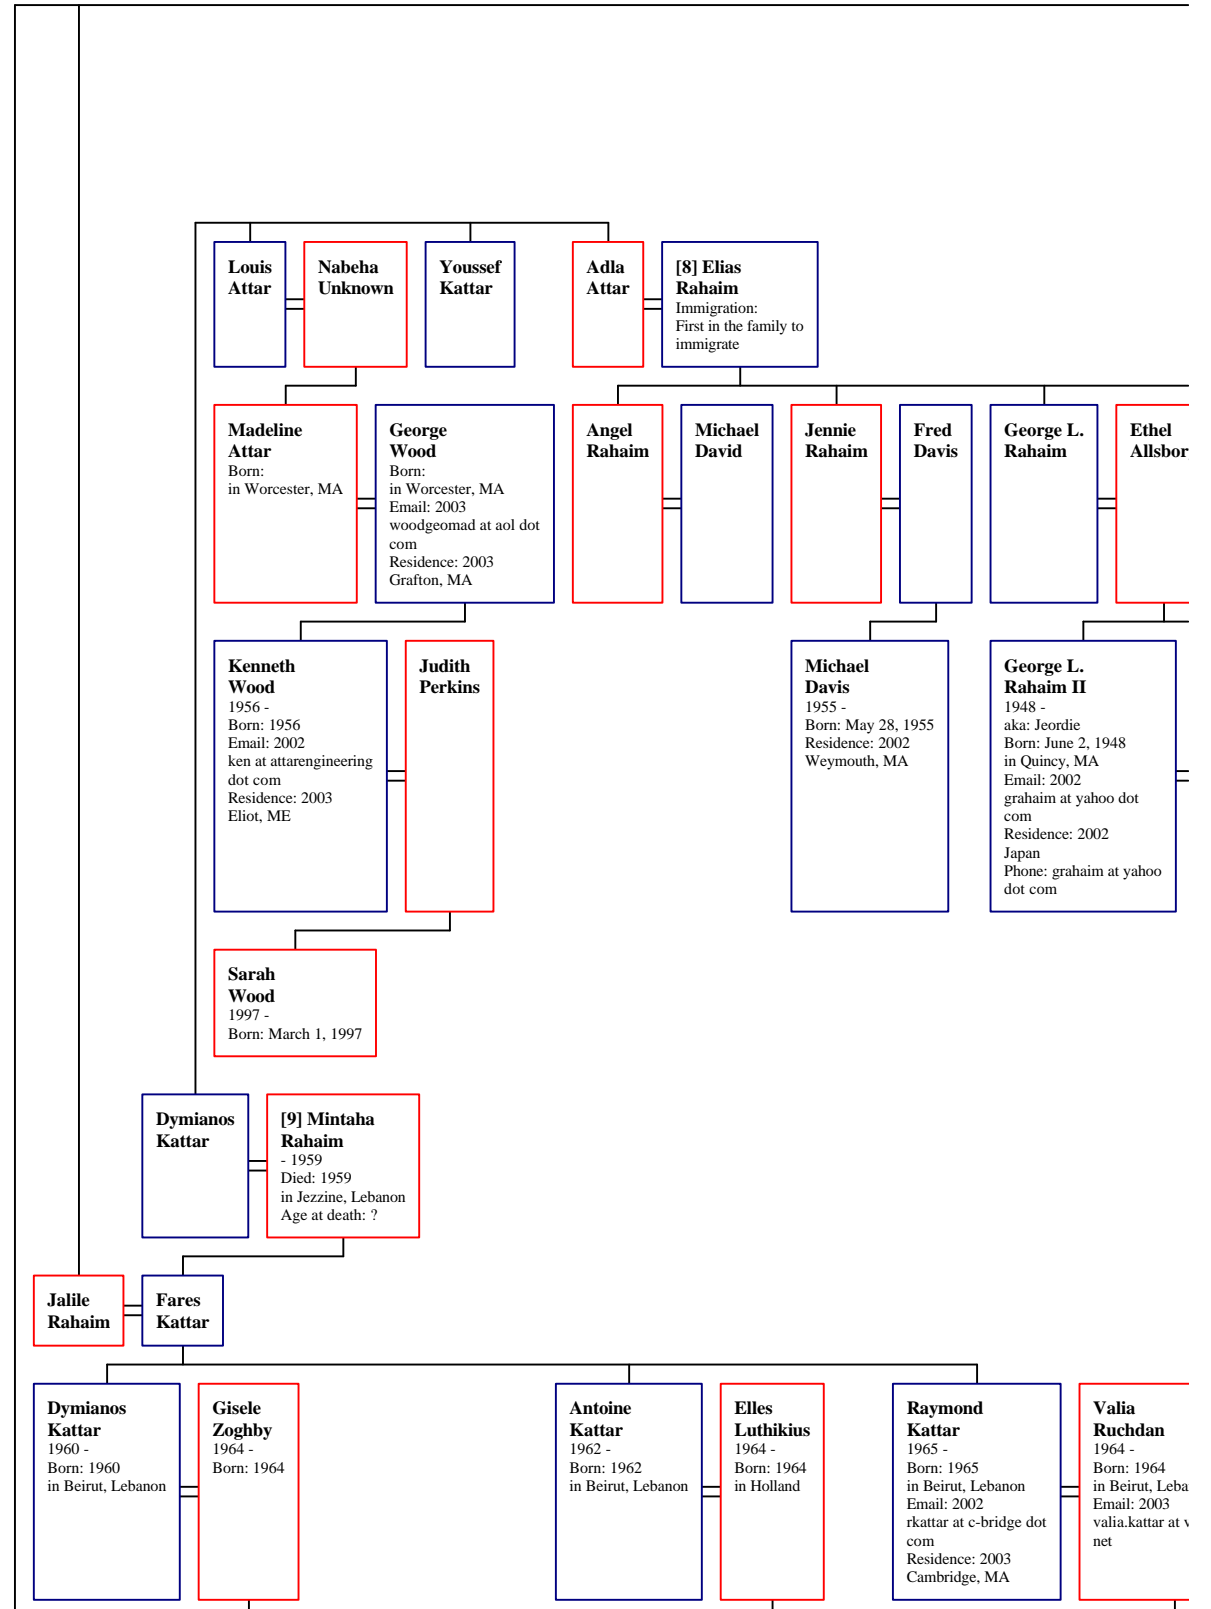 Louis
Attar
Nabeha
Unknown
Youssef
Kattar
Adla
Attar
[8] Elias
Rahaim
Immigration:
First in the family to
immigrate
Madeline
Attar
Born:
in Worcester, MA
George
Wood
Born:
in Worcester, MA
Email: 2003
woodgeomad at aol dot
com
Residence: 2003
Grafton, MA
Angel
Rahaim
Michael
David
Jennie
Rahaim
Fred
Davis
George L.
Rahaim
Ethel
Allsbor
Kenneth
Wood
1956 -
Born: 1956
Email: 2002
ken at attarengineering
dot com
Residence: 2003
Eliot, ME
Judith
Perkins
Michael
Davis
1955 -
Born: May 28, 1955
Residence: 2002
Weymouth, MA
George L.
Rahaim II
1948 -
aka: Jeordie
Born: June 2, 1948
in Quincy, MA
Email: 2002
grahaim at yahoo dot
com
Residence: 2002
Japan
Phone: grahaim at yahoo
dot com
Sarah
Wood
1997 -
Born: March 1, 1997
Dymianos
Kattar
[9] Mintaha
Rahaim
- 1959
Died: 1959
in Jezzine, Lebanon
Age at death: ?
Jalile
Rahaim
Fares
Kattar
Dymianos
Kattar
1960 -
Born: 1960
in Beirut, Lebanon
Gisele
Zoghby
1964 -
Born: 1964
Antoine
Kattar
1962 -
Born: 1962
in Beirut, Lebanon
Elles
Luthikius
1964 -
Born: 1964
in Holland
Raymond
Kattar
1965 -
Born: 1965
in Beirut, Lebanon
Email: 2002
rkattar at c-bridge dot
com
Residence: 2003
Cambridge, MA
Valia
Ruchdan
1964 -
Born: 1964
in Beirut, Leba
Email: 2003
valia.kattar at v
net